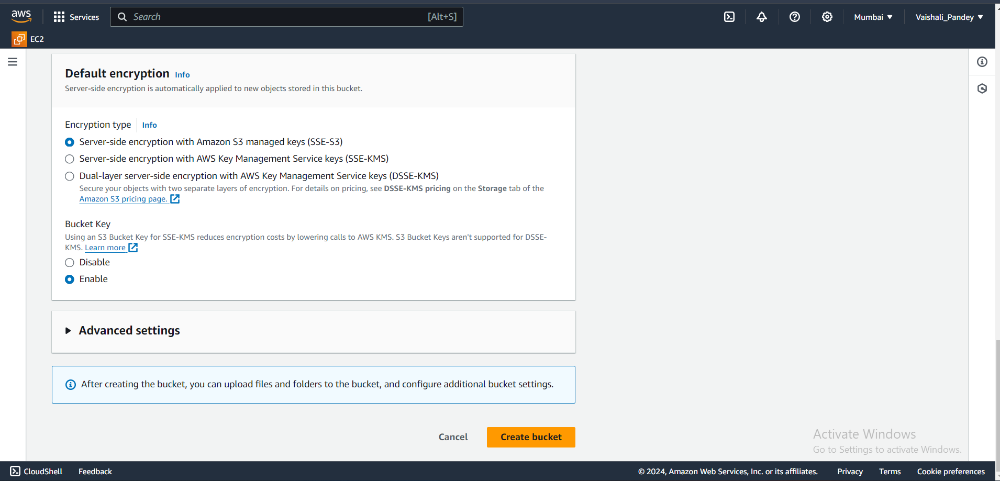 aws
Services
Search
[Alt+S]
Mumbai
Vaishali_Pandey
EC2
Default encryption Info
Server-side encryption is automatically applied to new objects stored in this bucket.
Encryption type Info
Server-side encryption with Amazon S3 managed keys (SSE-S3)
Server-side encryption with AWS Key Management Service keys (SSE-KMS)
Dual-layer server-side encryption with AWS Key Management Service keys (DSSE-KMS)
Secure your objects with two separate layers of encryption. For details on pricing, see DSSE-KMS pricing on the Storage tab of the
Amazon S3 pricing page.
Bucket Key
Using an S3 Bucket Key for SSE-KMS reduces encryption costs by lowering calls to AWS KMS. S3 Bucket Keys aren't supported for DSSE-
KMS. Learn more
Disable
Enable
Advanced settings
After creating the bucket, you can upload files and folders to the bucket, and configure additional bucket settings.
Cancel
Create bucket
Activate Windows
Go to Settings to activate Windows.
CloudShell
Feedback
© 2024, Amazon Web Services, Inc. or its affiliates.
Privacy
Terms
Cookie preferences